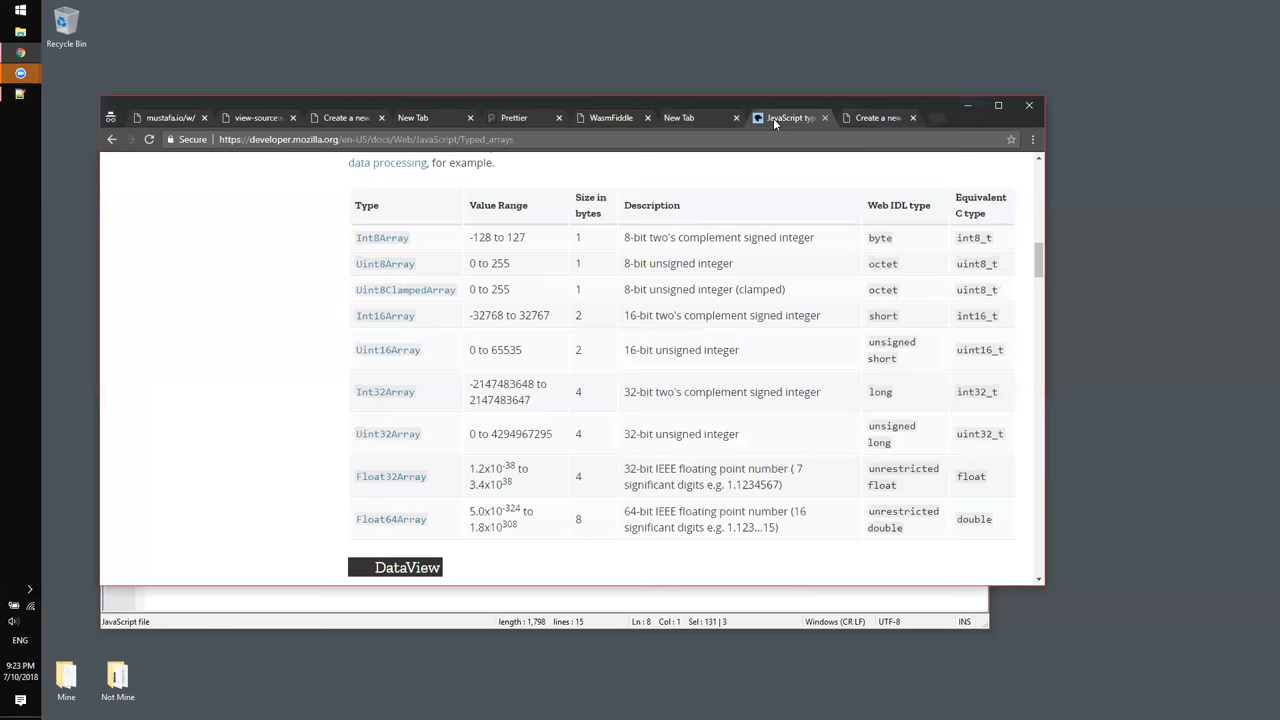 Recycle Bin
mustafa.io/w/
view-source:m
Create a new
New Tab
Prettier
WasmFiddle
New Tab
JavaScript typ
Create a new
Secure
https://developer.mozilla.org/en-US/docs/Web/JavaScript/Typed_arrays
data processing, for example.
Type Value Range Size in bytes Description Web IDL type Equivalent C type
Int8Array -128 to 127 1 8-bit two's complement signed integer byte int8_t
Uint8Array 0 to 255 1 8-bit unsigned integer octet uint8_t
Uint8ClampedArray 0 to 255 1 8-bit unsigned integer (clamped) octet uint8_t
Int16Array -32768 to 32767 2 16-bit two's complement signed integer short int16_t
Uint16Array 0 to 65535 2 16-bit unsigned integer unsigned short uint16_t
Int32Array -2147483648 to 2147483647 4 32-bit two's complement signed integer long int32_t
Uint32Array 0 to 4294967295 4 32-bit unsigned integer unsigned long uint32_t
Float32Array 1.2x10-38 to 3.4x1038 4 32-bit IEEE floating point number ( 7 significant digits e.g. 1.1234567) unrestricted float float
Float64Array 5.0x10-324 to 1.8x10308 8 64-bit IEEE floating point number (16 significant digits e.g. 1.123...15) unrestricted double double
DataView
JavaScript file
length : 1,798 lines : 15
Ln : 8 Col : 1 Sel : 131 | 3
Windows (CR LF)
UTF-8
INS
ENG
9:23 PM
7/10/2018
Mine
Not Mine